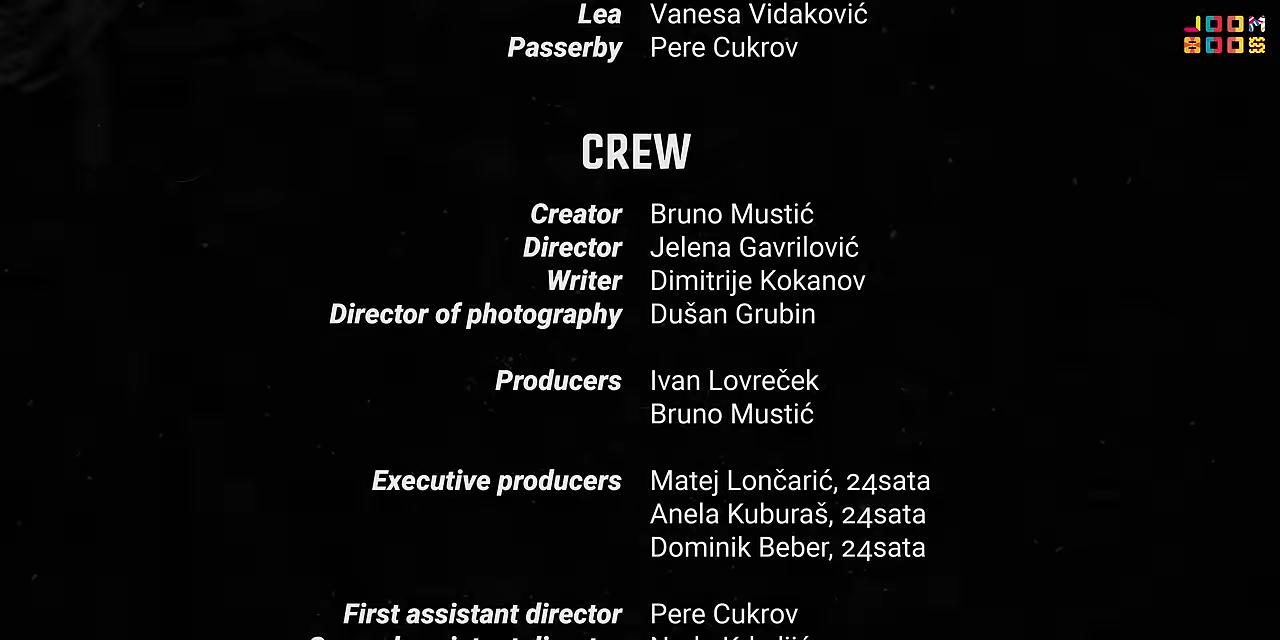 Lea Vanesa Vidaković
Passerby Pere Cukrov
JOOM
BOOS
CREW
Creator Bruno Mustić
Director Jelena Gavrilović
Writer Dimitrije Kokanov
Director of photography Dušan Grubin
Producers Ivan Lovreček
Bruno Mustić
Executive producers Matej Lončarić, 24sata
Anela Kuburaš, 24sata
Dominik Beber, 24sata
First assistant director Pere Cukrov